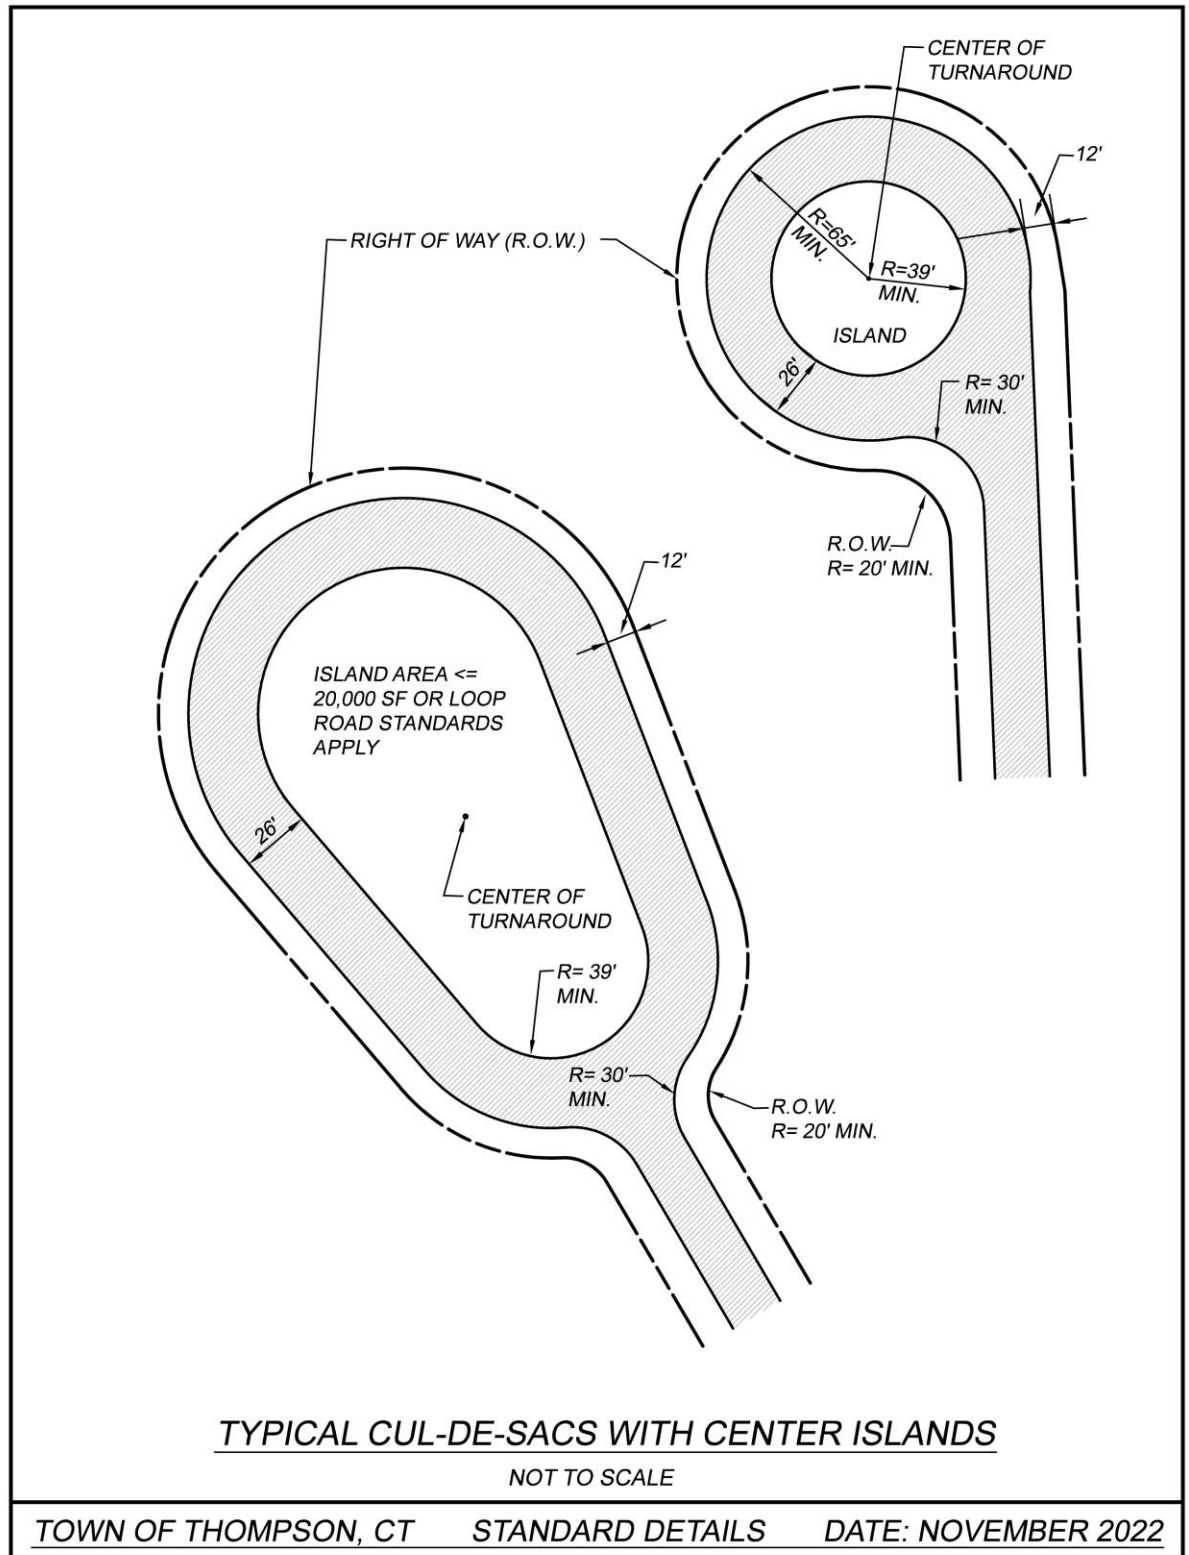 CENTER OF
TURNAROUND
12'
RIGHT OF WAY (R.O.W.)
R=65'
MIN.
R=39'
MIN.
ISLAND
26'
R= 30'
MIN.
R.O.W.
R= 20' MIN.
12'
ISLAND AREA <=
20,000 SF OR LOOP
ROAD STANDARDS
APPLY
26'
CENTER OF
TURNAROUND
R= 39'
MIN.
R= 30'
MIN.
R.O.W.
R= 20' MIN.
TYPICAL CUL-DE-SACS WITH CENTER ISLANDS
NOT TO SCALE
TOWN OF THOMPSON, CT STANDARD DETAILS DATE: NOVEMBER 2022